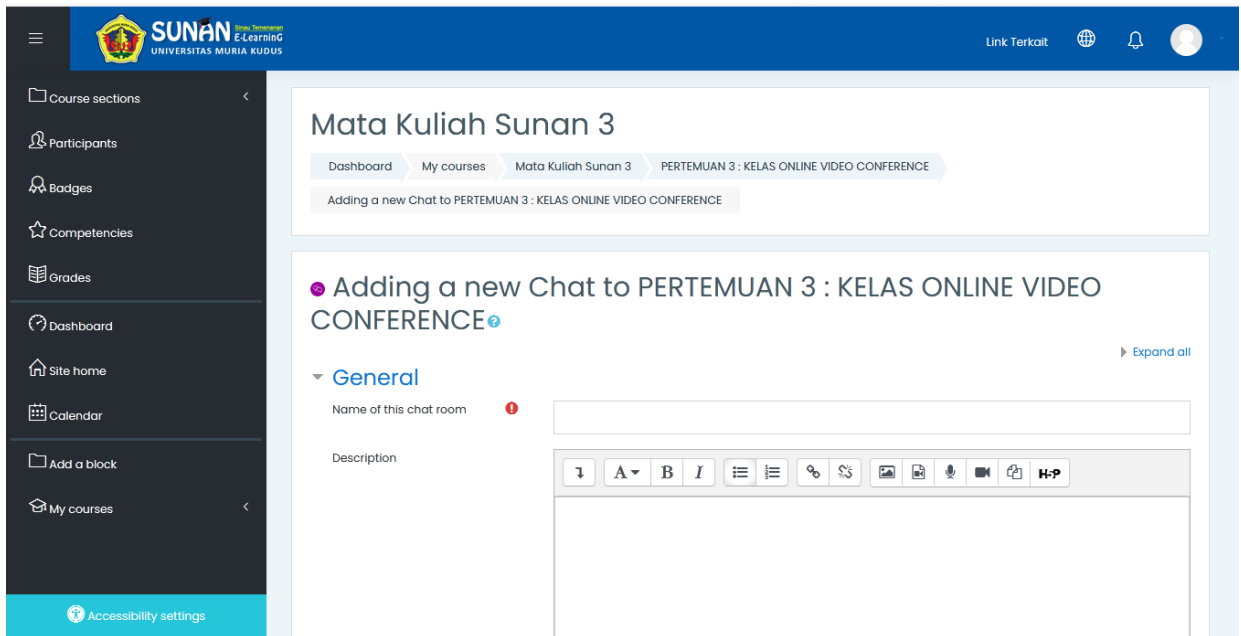 SUNAN Sinau Temenanan E-Learning
UNIVERSITAS MURIA KUDUS
Link Terkait
Course sections
Participants
Badges
Competencies
Grades
Dashboard
Site home
Calendar
Add a block
My courses
Accessibility settings
Mata Kuliah Sunan 3
Dashboard My courses Mata Kuliah Sunan 3 PERTEMUAN 3 : KELAS ONLINE VIDEO CONFERENCE
Adding a new Chat to PERTEMUAN 3 : KELAS ONLINE VIDEO CONFERENCE
Adding a new Chat to PERTEMUAN 3 : KELAS ONLINE VIDEO
CONFERENCE
Expand all
General
Name of this chat room
Description
A B I H-P